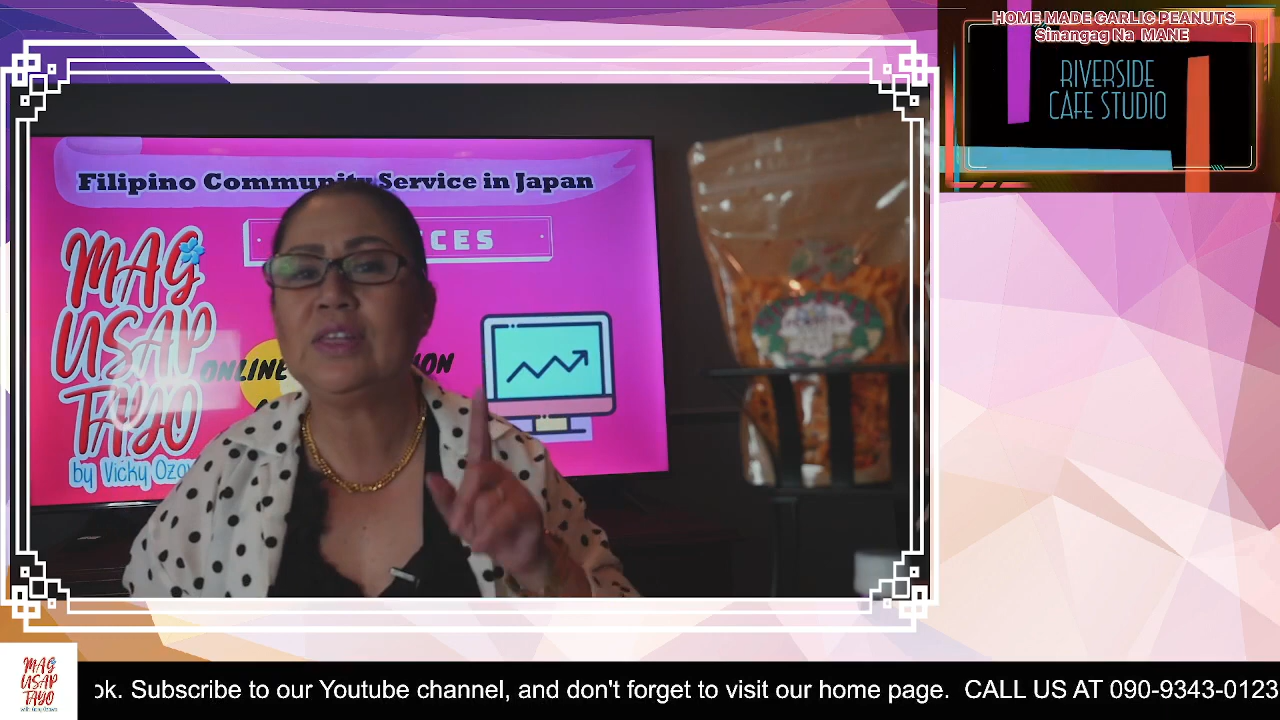 HOME MADE GARLIC PEANUTS
Sinangag Na MANE
RIVERSIDE
CAFE STUDIO
Filipino Community Service in Japan
CES
MAG
USAP
TAYO
by Vicky Ozo
ONLINE
ION
MAG
USAP
TAYO
ok. Subscribe to our Youtube channel, and don't forget to visit our home page. CALL US AT 090-9343-0123